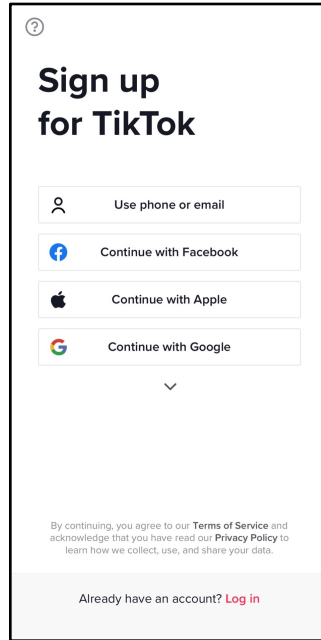 ?
Sign up
for TikTok
Use phone or email
Continue with Facebook
Continue with Apple
Continue with Google
By continuing, you agree to our Terms of Service and
acknowledge that you have read our Privacy Policy to
learn how we collect, use, and share your data.
Already have an account? Log in